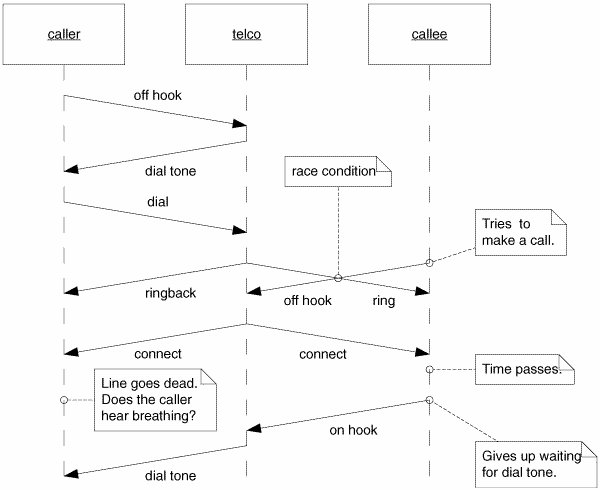 caller
telco
callee
off hook
dial tone
race condition
dial
Tries to
make a call.
ringback
off hook
ring
connect
connect
Time passes.
Line goes dead.
Does the caller
hear breathing?
on hook
Gives up waiting
for dial tone.
dial tone